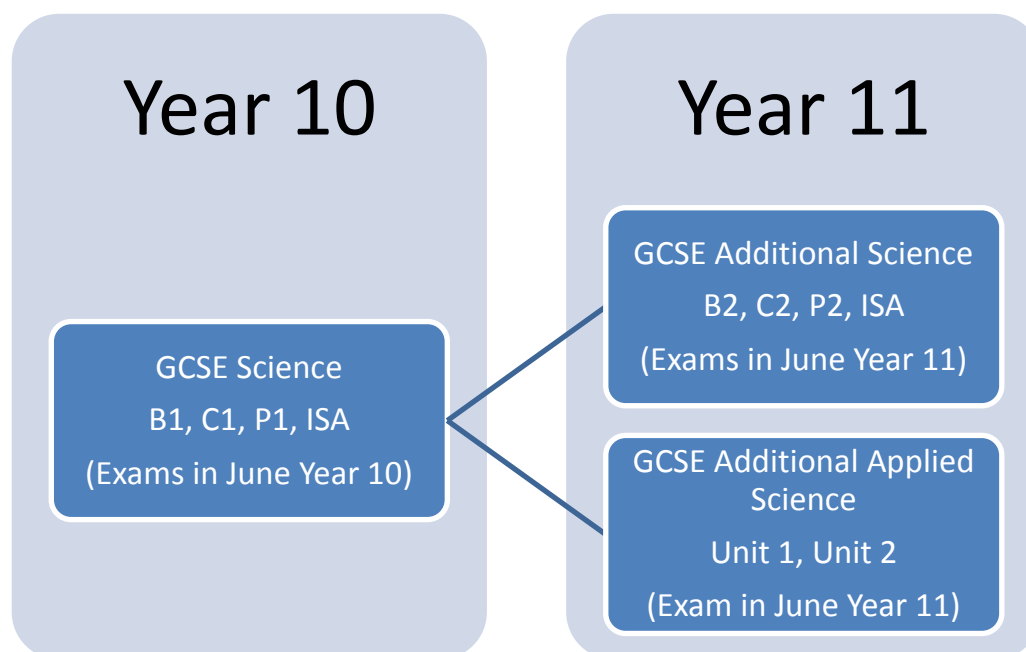 Year 10
GCSE Science
B1, C1, P1, ISA
(Exams in June Year 10)
Year 11
GCSE Additional Science
B2, C2, P2, ISA
(Exams in June Year 11)
GCSE Additional Applied
Science
Unit 1, Unit 2
(Exam in June Year 11)